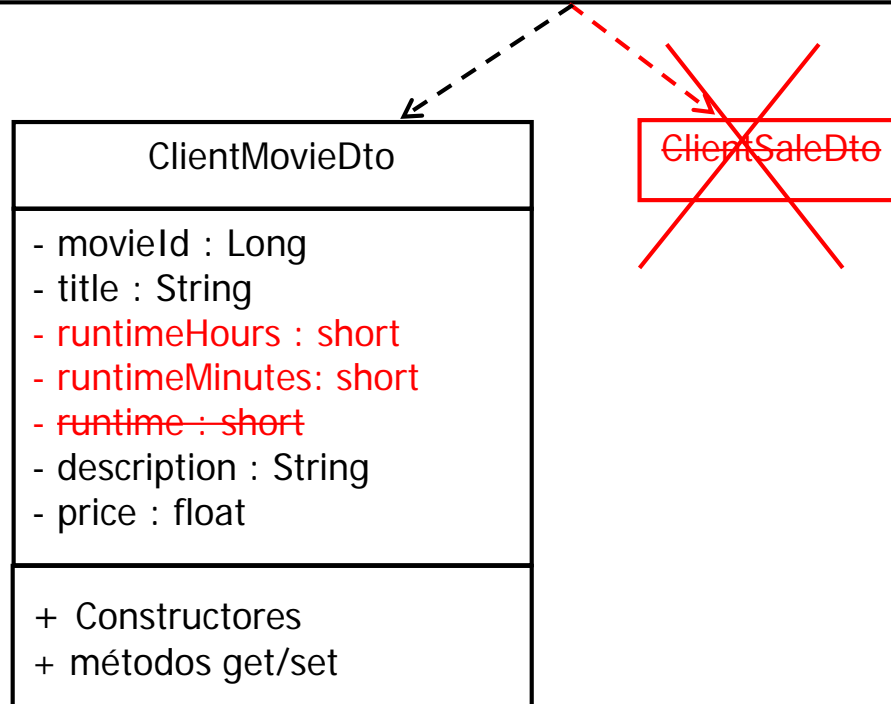 ClientMovieDto
ClientSaleDto
- movieId : Long
- title : String
- runtimeHours : short
- runtimeMinutes: short
- runtime : short
- description : String
- price : float
+ Constructores
+ métodos get/set